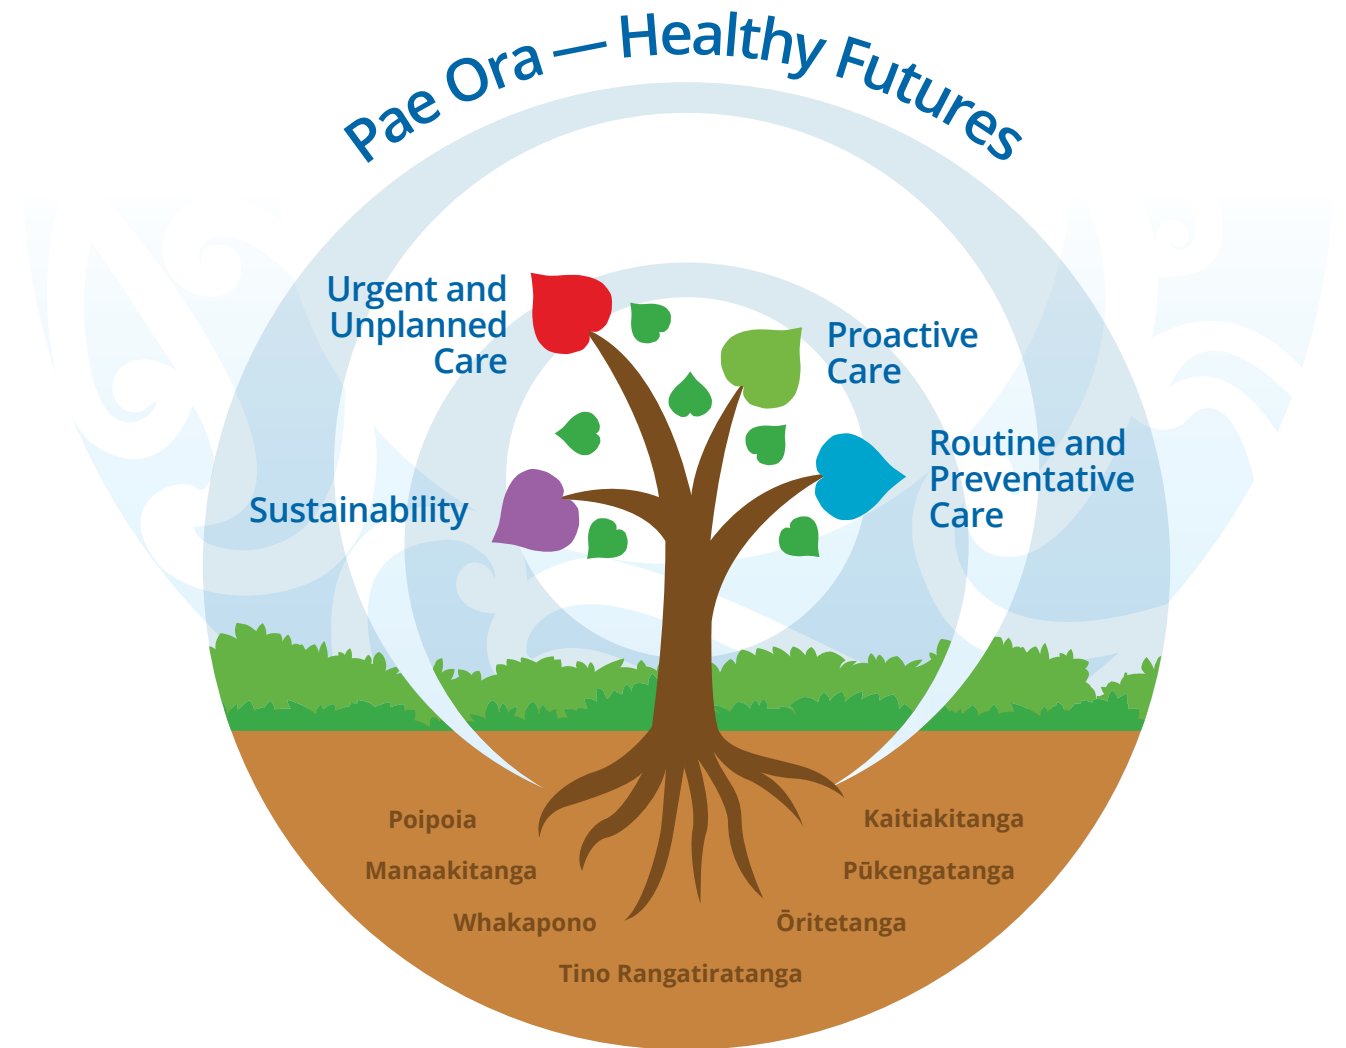 Pae Ora — Healthy Futures
Urgent and
Unplanned
Care
Proactive
Care
Routine and
Preventative
Care
Sustainability
Poipoia
Kaitiakitanga
Manaakitanga
Pūkengatanga
Whakapono
Ōritetanga
Tino Rangatiratanga